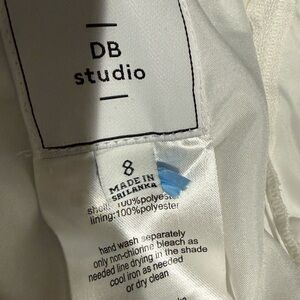 DB
studio
8
MADE IN
SRI LANKA
shell: 100%polyester
lining:100%polyester
hand wash separately
only non-chlorine bleach as
needed line drying in the shade
cool iron as needed
or dry clean